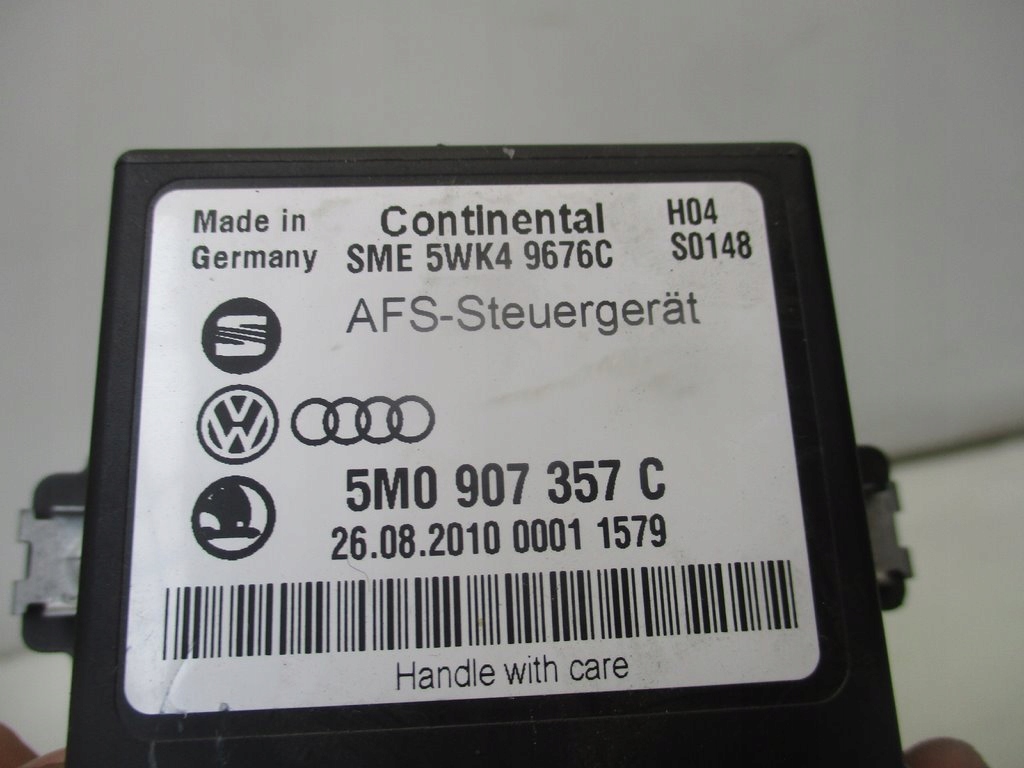 Made in Continental H04
Germany SME 5WK4 9676C S0148
AFS-Steuergerät
5M0 907 357 C
26.08.2010 0001 1579
Handle with care